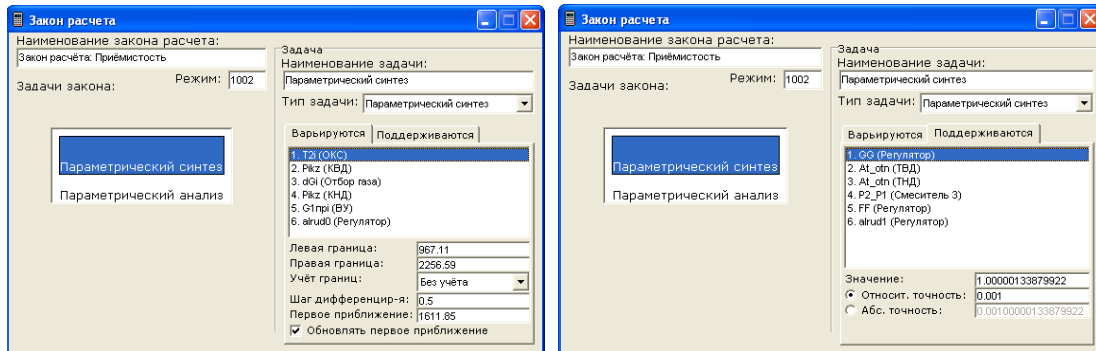 Закон расчета
Наименование закона расчета:
Закон расчёта: Приёмистость
Режим: 1002
Задачи закона:
Параметрический синтез
Параметрический анализ
Задача
Наименование задачи:
Параметрический синтез
Тип задачи: Параметрический синтез
Варьируются Поддерживаются
1. T2i (ОКС)
2. Pikz (КВД)
3. dGi (Отбор газа)
4. Pikz (КНД)
5. G1npi (ВУ)
6. alrud0 (Регулятор)
Левая граница: 967.11
Правая граница: 2256.59
Учёт границ: Без учёта
Шаг дифференцир-я: 0.5
Первое приближение: 1611.85
Обновлять первое приближение
Закон расчета
Наименование закона расчета:
Закон расчёта: Приёмистость
Режим: 1002
Задачи закона:
Параметрический синтез
Параметрический анализ
Задача
Наименование задачи:
Параметрический синтез
Тип задачи: Параметрический синтез
Варьируются Поддерживаются
1. GG (Регулятор)
2. At_otn (ТВД)
3. At_otn (ТНД)
4. P2_P1 (Смеситель 3)
5. FF (Регулятор)
6. alrud1 (Регулятор)
Значение: 1.00000133879922
Относит. точность: 0.001
Абс. точность: 0.00100000133879922